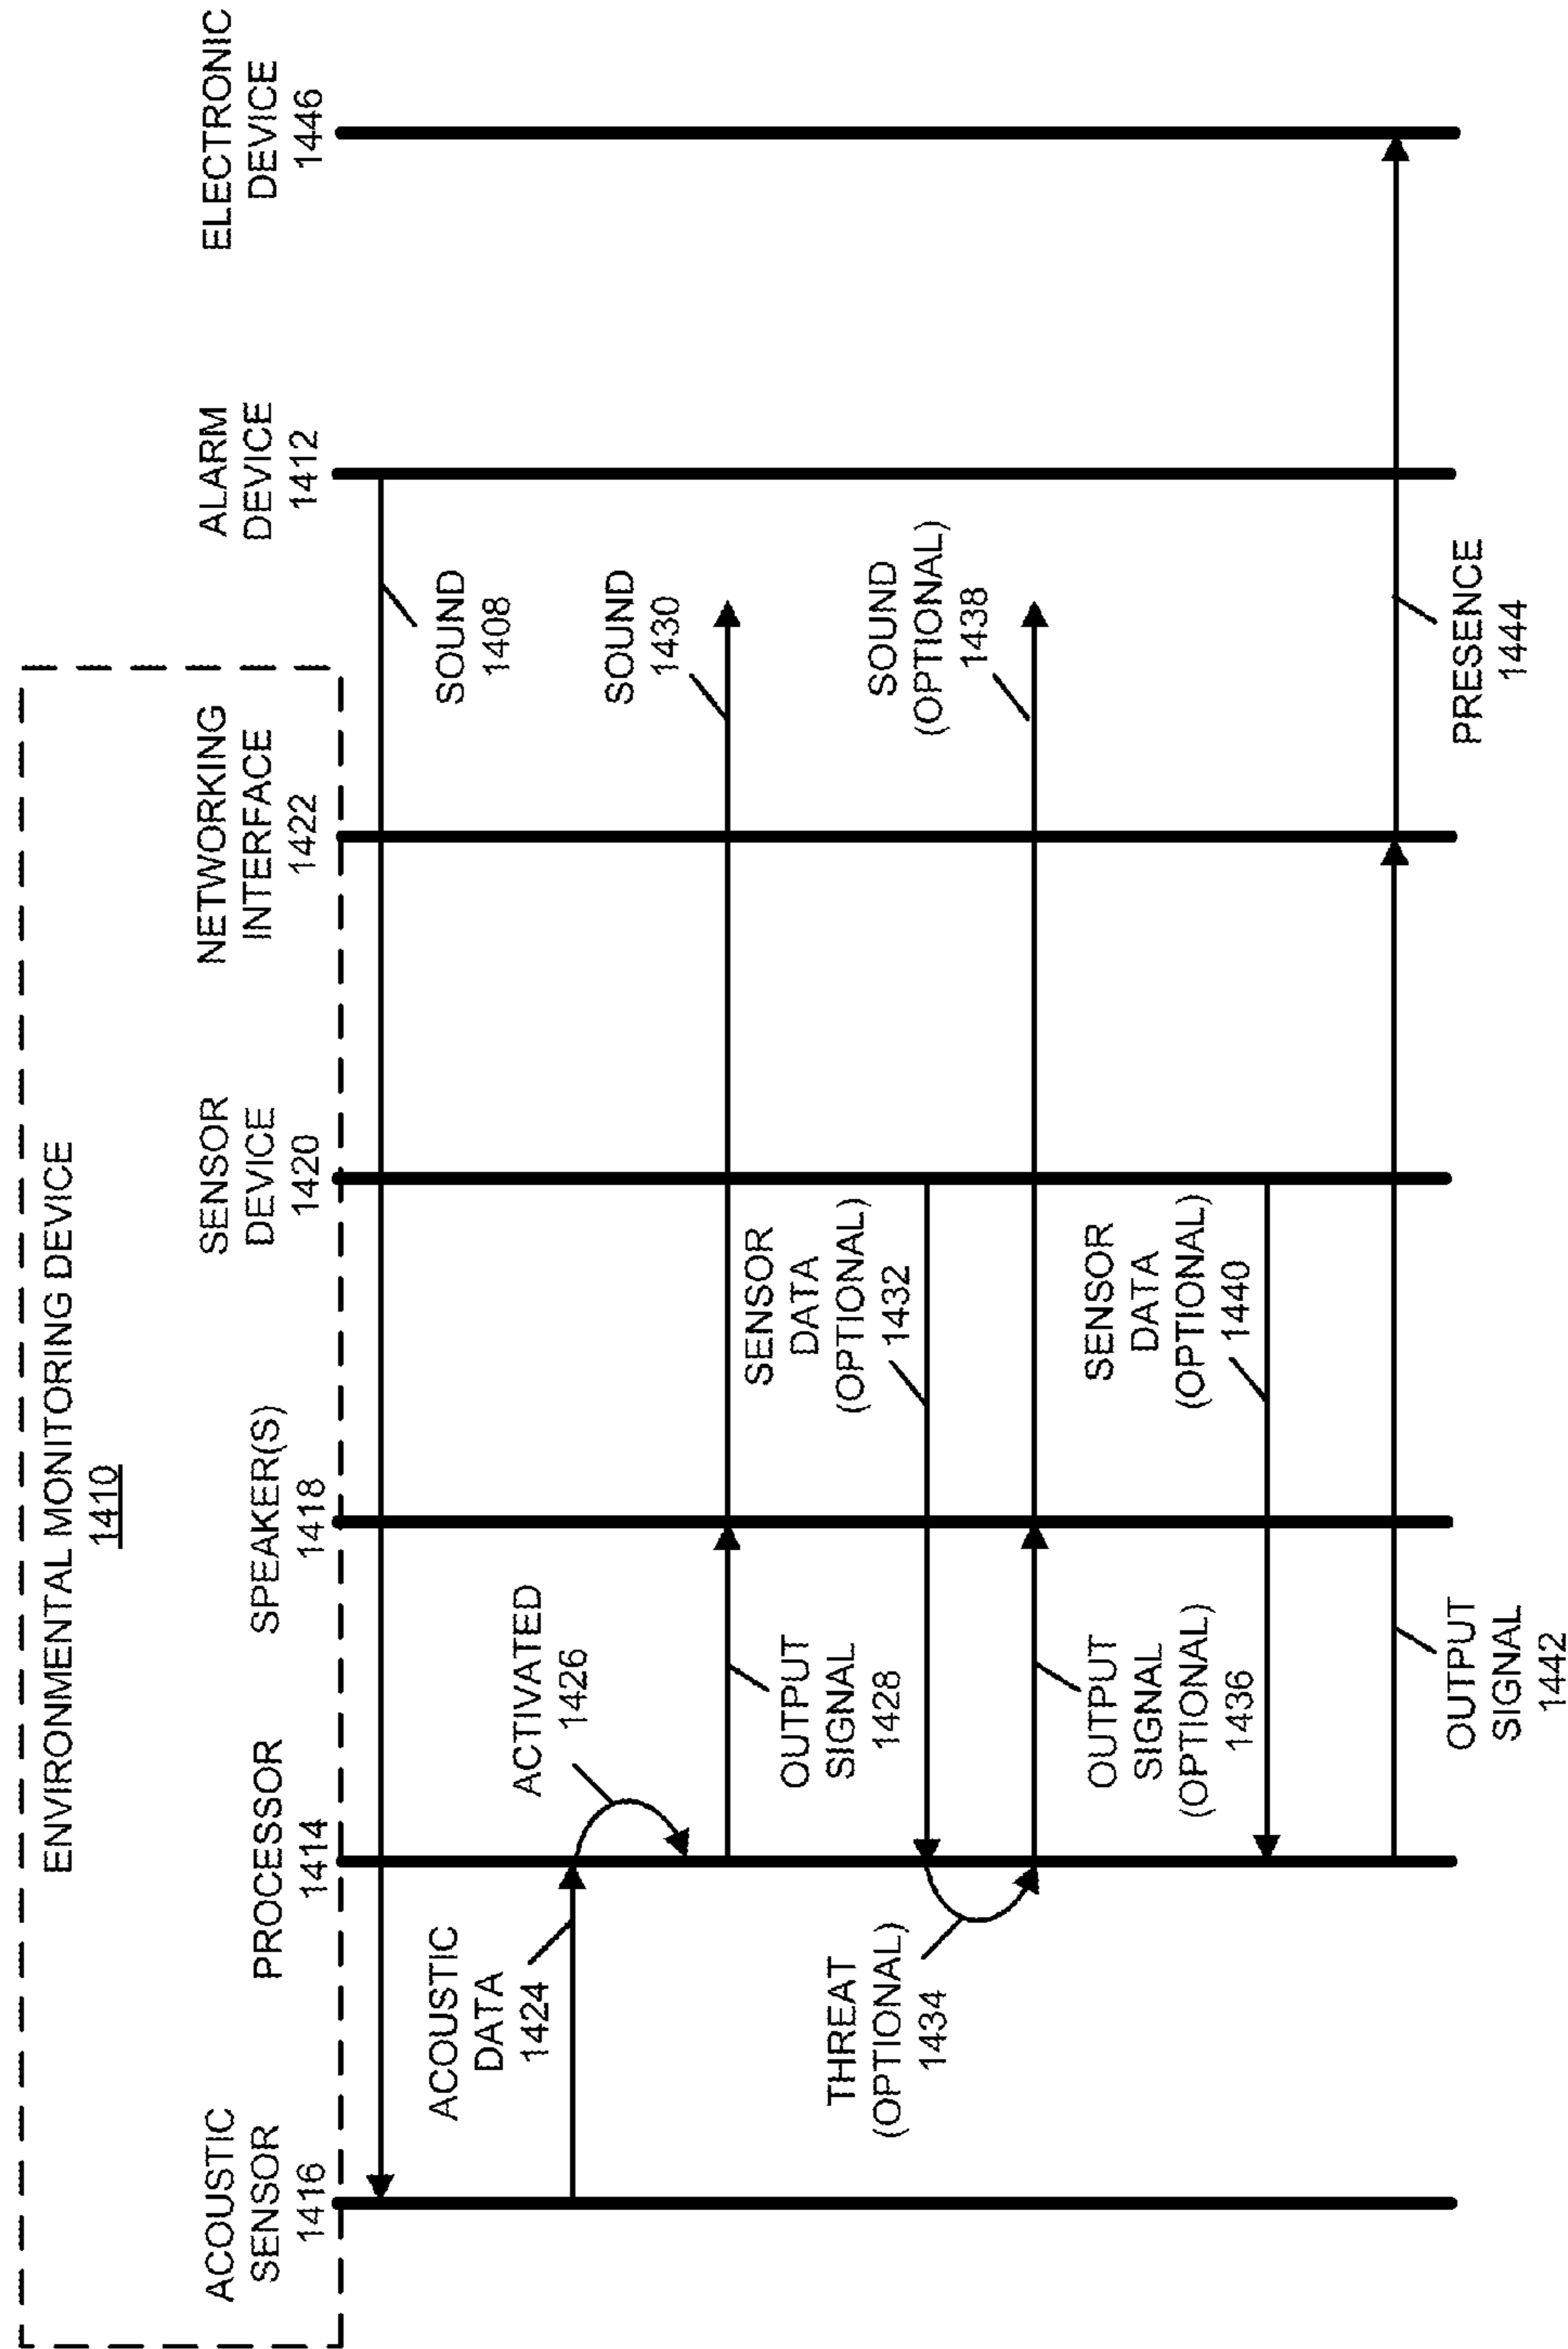 ENVIRONMENTAL MONITORING DEVICE
1410
ACOUSTIC
SENSOR
1416
PROCESSOR
1414
SPEAKER(S)
1418
SENSOR
DEVICE
1420
NETWORKING
INTERFACE
1422
ALARM
DEVICE
1412
ELECTRONIC
DEVICE
1446
SOUND
1408
ACOUSTIC
DATA
1424
ACTIVATED
1426
OUTPUT
SIGNAL
1428
SOUND
1430
SENSOR
DATA
(OPTIONAL)
1432
THREAT
(OPTIONAL)
1434
OUTPUT
SIGNAL
(OPTIONAL)
1436
SOUND
(OPTIONAL)
1438
SENSOR
DATA
(OPTIONAL)
1440
OUTPUT
SIGNAL
1442
PRESENCE
1444